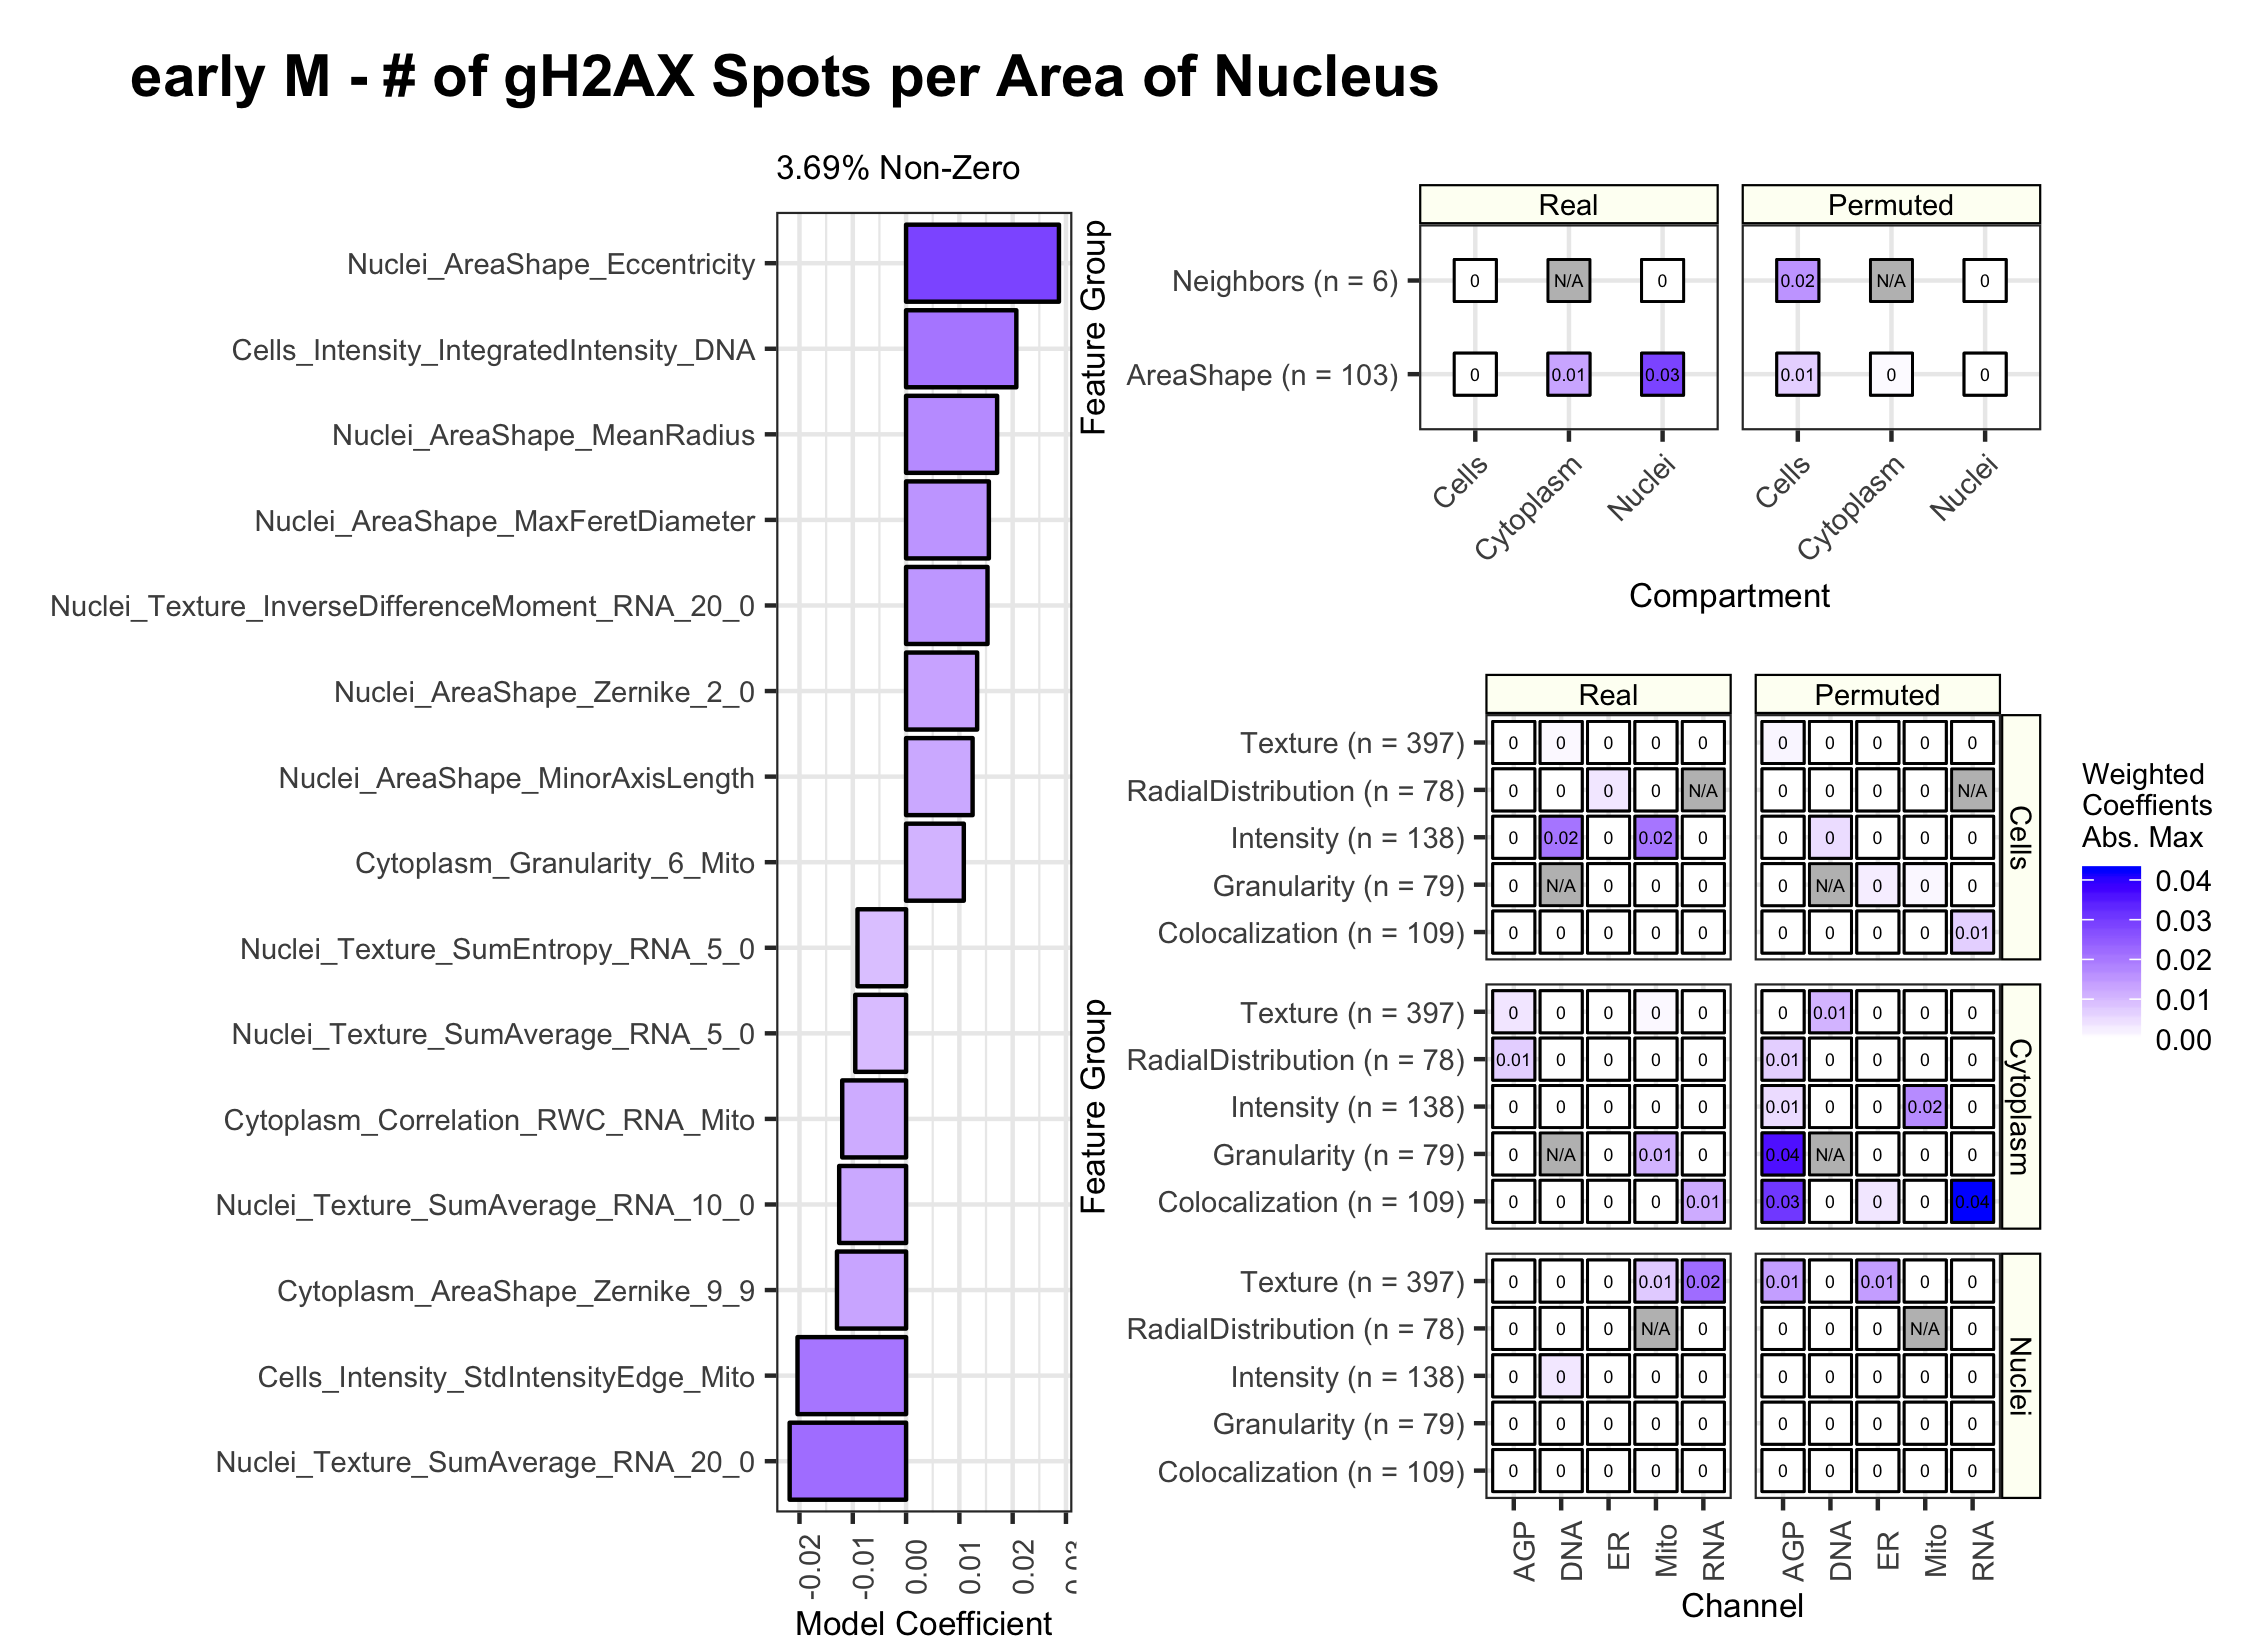 early M - # of gH2AX Spots per Area of Nucleus
3.69% Non-Zero
Nuclei_AreaShape_Eccentricity
Cells_Intensity_IntegratedIntensity_DNA
Nuclei_AreaShape_MeanRadius
Nuclei_AreaShape_MaxFeretDiameter
Nuclei_Texture_InverseDifferenceMoment_RNA_20_0
Nuclei_AreaShape_Zernike_2_0
Nuclei_AreaShape_MinorAxisLength
Cytoplasm_Granularity_6_Mito
Nuclei_Texture_SumEntropy_RNA_5_0
Nuclei_Texture_SumAverage_RNA_5_0
Cytoplasm_Correlation_RWC_RNA_Mito
Nuclei_Texture_SumAverage_RNA_10_0
Cytoplasm_AreaShape_Zernike_9_9
Cells_Intensity_StdIntensityEdge_Mito
Nuclei_Texture_SumAverage_RNA_20_0
-0.02 -0.01 0.00 0.01 0.02 0.03
Model Coefficient
Feature Group
Real Permuted
Neighbors (n = 6) 0 N/A 0 0.02 N/A 0
AreaShape (n = 103) 0 0.01 0.03 0.01 0 0
Cells Cytoplasm Nuclei Cells Cytoplasm Nuclei
Compartment
Feature Group
Real Permuted
Texture (n = 397) 0 0 0 0 0 0 0 0 0 0
RadialDistribution (n = 78) 0 0 0 0 N/A 0 0 0 0 N/A
Intensity (n = 138) 0 0.02 0 0.02 0 0 0 0 0 0
Granularity (n = 79) 0 N/A 0 0 0 0 N/A 0 0 0
Colocalization (n = 109) 0 0 0 0 0 0 0 0 0 0.01
Cells
Texture (n = 397) 0 0 0 0 0 0 0.01 0 0 0
RadialDistribution (n = 78) 0.01 0 0 0 0 0.01 0 0 0 0
Intensity (n = 138) 0 0 0 0 0 0.01 0 0 0.02 0
Granularity (n = 79) 0 N/A 0 0.01 0 0.04 N/A 0 0 0
Colocalization (n = 109) 0 0 0 0 0.01 0.03 0 0 0 0.04
Cytoplasm
Texture (n = 397) 0 0 0 0.01 0.02 0.01 0 0.01 0 0
RadialDistribution (n = 78) 0 0 0 N/A 0 0 0 0 N/A 0
Intensity (n = 138) 0 0 0 0 0 0 0 0 0 0
Granularity (n = 79) 0 0 0 0 0 0 0 0 0 0
Colocalization (n = 109) 0 0 0 0 0 0 0 0 0 0
Nuclei
AGP DNA ER Mito RNA AGP DNA ER Mito RNA
Channel
Weighted
Coeffients
Abs. Max
0.04
0.03
0.02
0.01
0.00